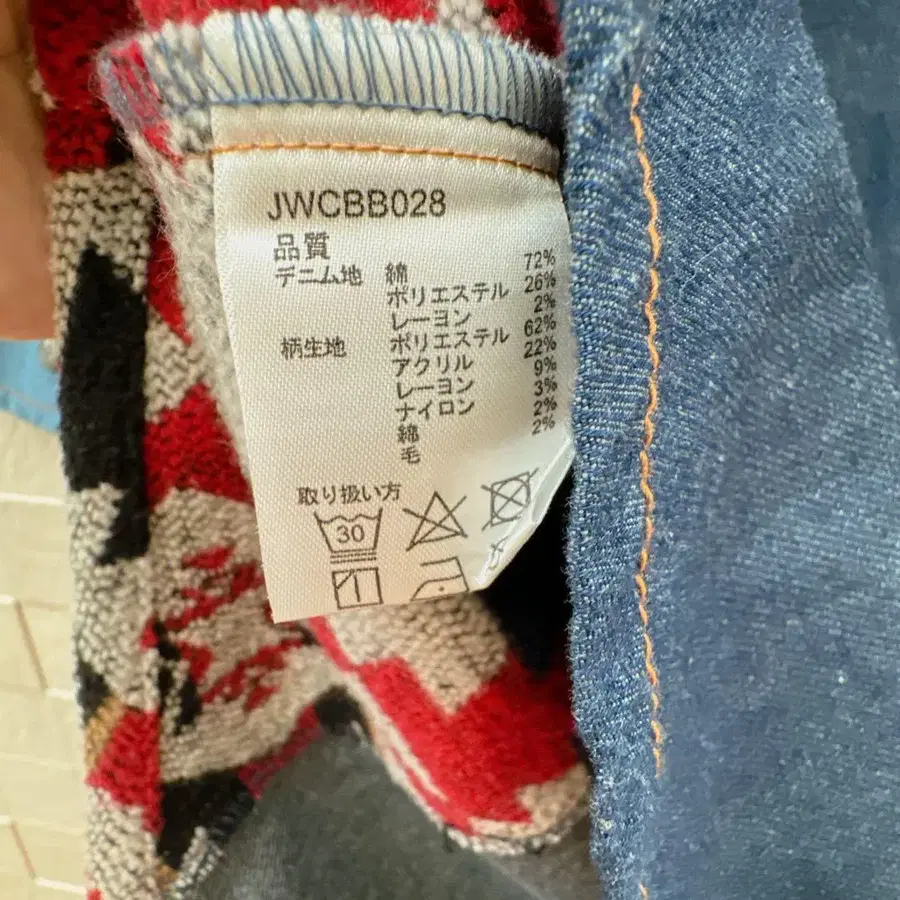 JWCBB028
品質
デニム地 綿 72%
ポリエステル 26%
レーヨン 2%
柄生地 ポリエステル 62%
アクリル 22%
レーヨン 9%
ナイロン 3%
綿 2%
毛 2%
取り扱い方
30